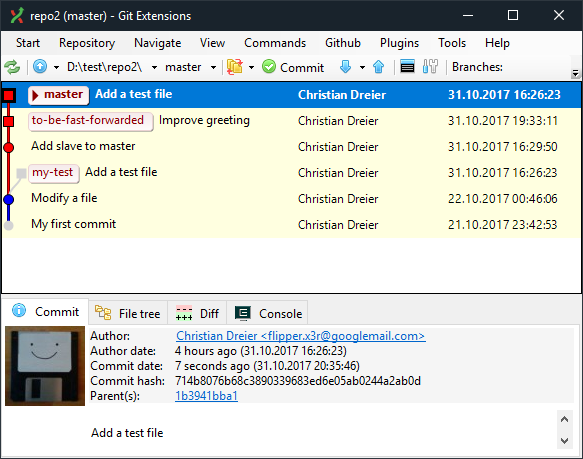 repo2 (master) - Git Extensions
Start Repository Navigate View Commands Github Plugins Tools Help
D:\test\repo2\ master Commit Branches:
master Add a test file Christian Dreier 31.10.2017 16:26:23
to-be-fast-forwarded Improve greeting Christian Dreier 31.10.2017 19:33:11
Add slave to master Christian Dreier 31.10.2017 16:29:50
my-test Add a test file Christian Dreier 31.10.2017 16:26:23
Modify a file Christian Dreier 22.10.2017 00:46:06
My first commit Christian Dreier 21.10.2017 23:42:53
Commit File tree Diff Console
Author: Christian Dreier <flipper.x3r@googlemail.com>
Author date: 4 hours ago (31.10.2017 16:26:23)
Commit date: 7 seconds ago (31.10.2017 20:35:46)
Commit hash: 714b8076b68c3890339683ed6e05ab0244a2ab0d
Parent(s): 1b3941bba1
Add a test file